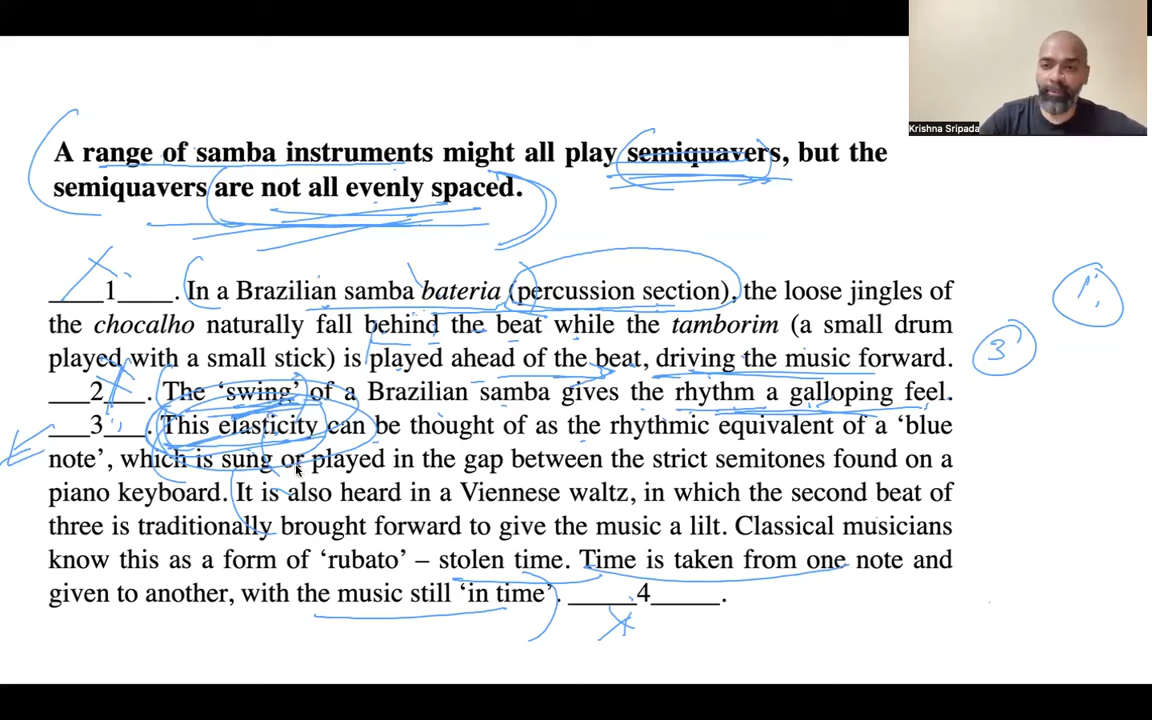 Krishna Sripada
A range of samba instruments might all play semiquavers, but the
semiquavers are not all evenly spaced.
____1____. In a Brazilian samba bateria (percussion section), the loose jingles of
the chocalho naturally fall behind the beat while the tamborim (a small drum
played with a small stick) is played ahead of the beat, driving the music forward.
____2____. The ‘swing’ of a Brazilian samba gives the rhythm a galloping feel.
____3____. This elasticity can be thought of as the rhythmic equivalent of a ‘blue
note’, which is sung or played in the gap between the strict semitones found on a
piano keyboard. It is also heard in a Viennese waltz, in which the second beat of
three is traditionally brought forward to give the music a lilt. Classical musicians
know this as a form of ‘rubato’ – stolen time. Time is taken from one note and
given to another, with the music still ‘in time’. _____4_____.
1
3